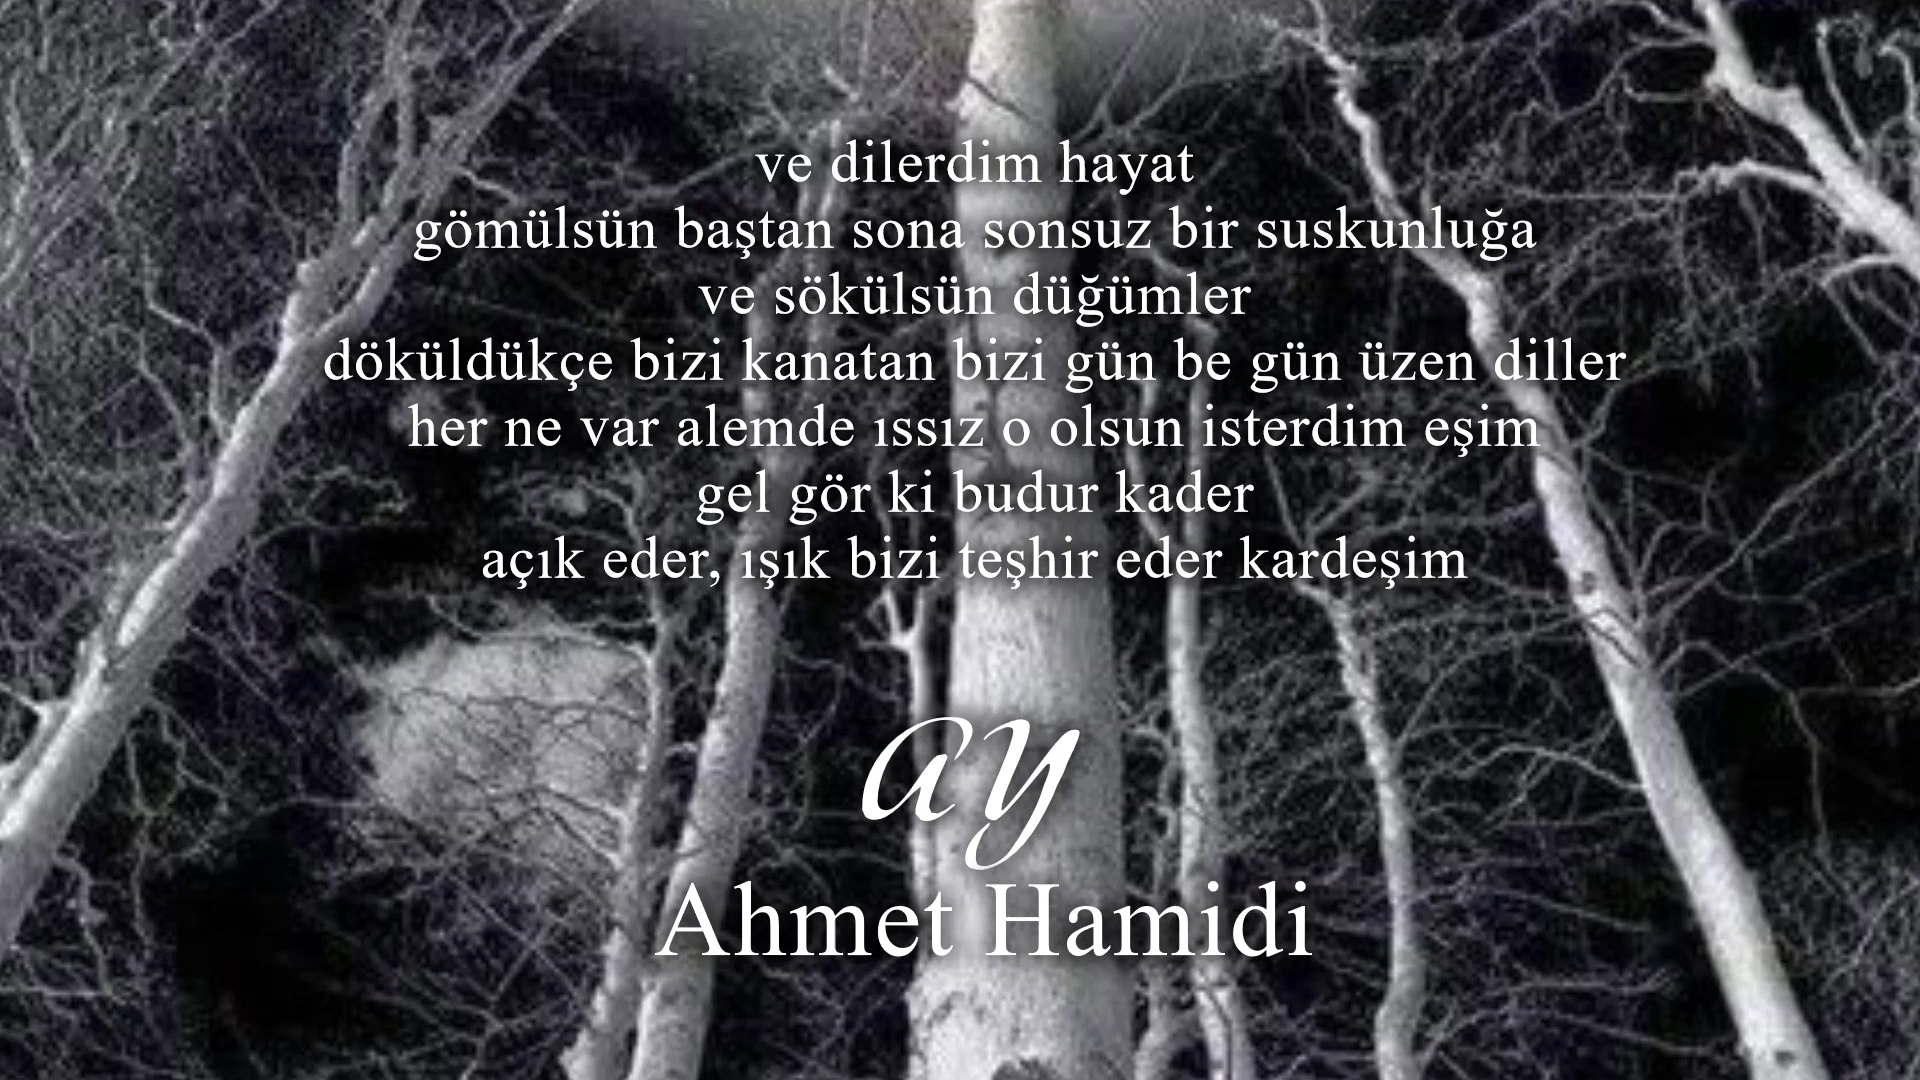 ve dilerdim hayat
gömülsün baştan sona sonsuz bir suskunluğa
ve sökülsün düğümler
döküldükçe bizi kanatan bizi gün be gün üzen diller
her ne var alemde ıssız o olsun isterdim eşim
gel gör ki budur kader
açık eder, ışık bizi teşhir eder kardeşim
ay
Ahmet Hamidi